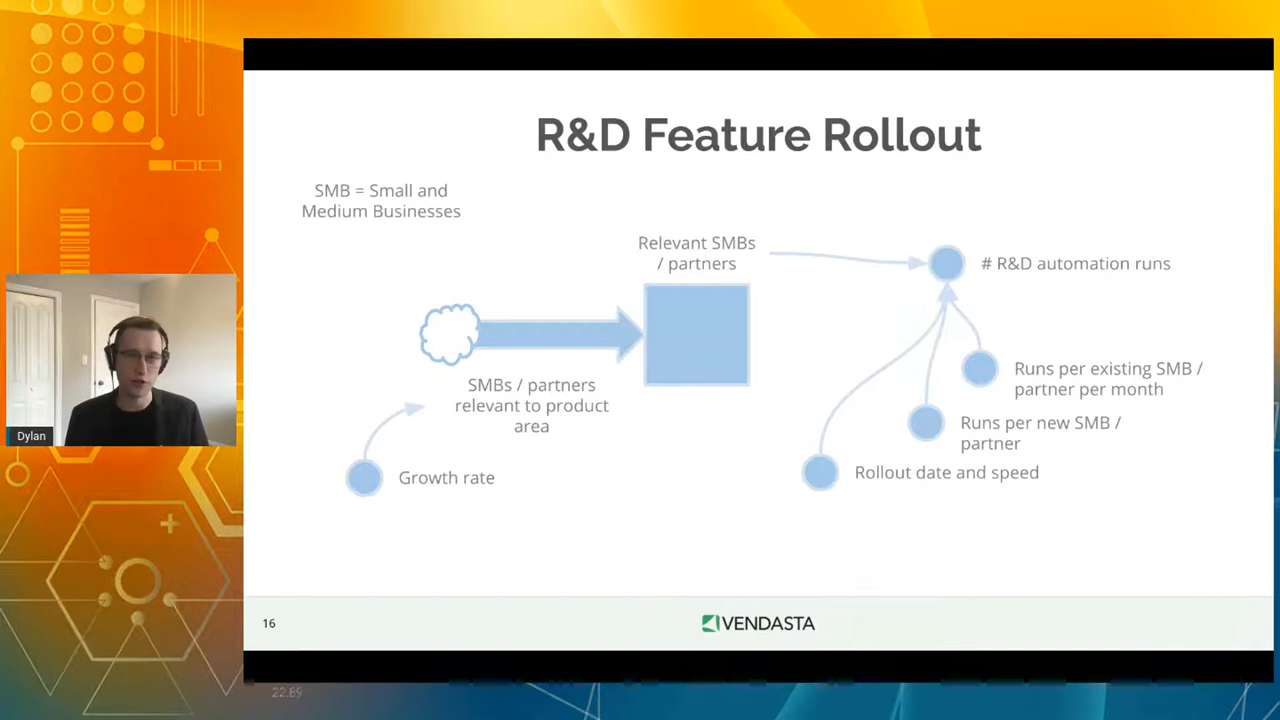 R&D Feature Rollout
SMB = Small and
Medium Businesses
Relevant SMBs
/ partners
# R&D automation runs
SMBs / partners
relevant to product
area
Growth rate
Runs per existing SMB /
partner per month
Runs per new SMB /
partner
Rollout date and speed
Dylan
16
VENDASTA
22.89